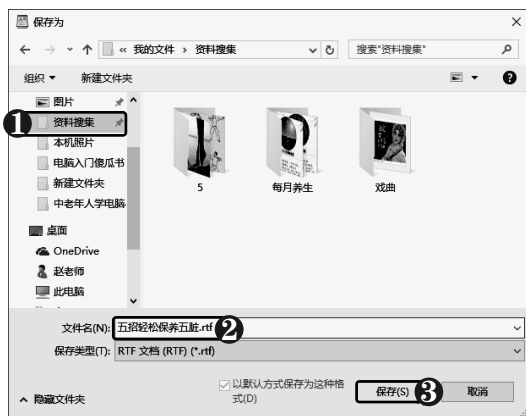 保存为
« 我的文件 › 资料搜集
搜索"资料搜集"
组织 新建文件夹
图片
1 资料搜集
本机照片
电脑入门傻瓜书
新建文件夹
中老年人学电脑
桌面
OneDrive
赵老师
此电脑
5 每月养生 戏曲
文件名(N): 五招轻松保养五脏.rtf 2
保存类型(T): RTF 文档 (RTF) (*.rtf)
以默认方式保存为这种格
式(D)
隐藏文件夹 保存(S) 3 取消